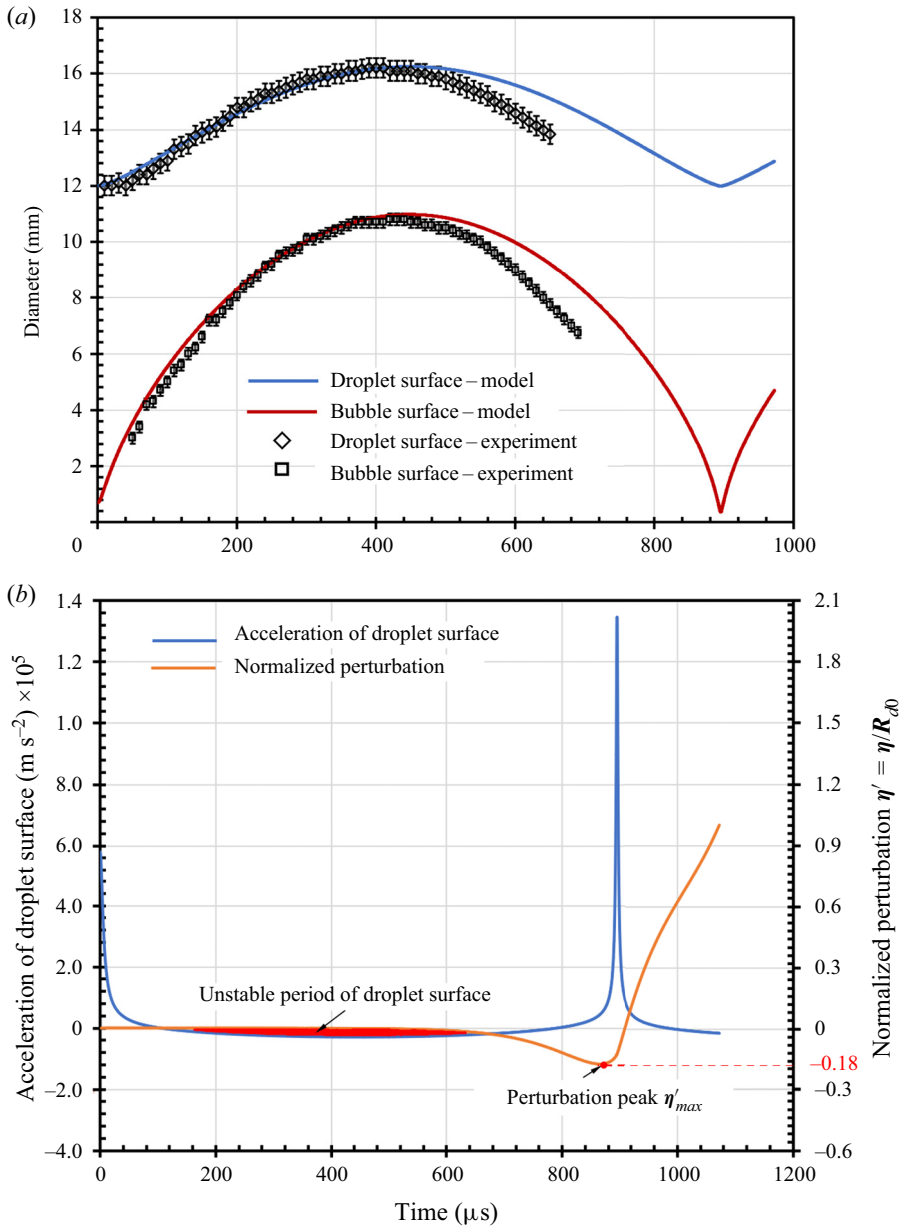 (a)
18
16
14
12
10
8
6
4
2
0
Diameter (mm)
Droplet surface – model
Bubble surface – model
Droplet surface – experiment
Bubble surface – experiment
200 400 600 800 1000
(b)
1.4
1.2
1.0
8.0
6.0
4.0
2.0
0
–2.0
–4.0
Acceleration of droplet surface (m s⁻²) ×10⁵
Acceleration of droplet surface
Normalized perturbation
Unstable period of droplet surface
Perturbation peak η′max
2.1
1.8
1.5
1.2
0.9
0.6
0.3
0
–0.18
–0.3
–0.6
Normalized perturbation η′ = η/Rd0
0 200 400 600 800 1000 1200
Time (μs)